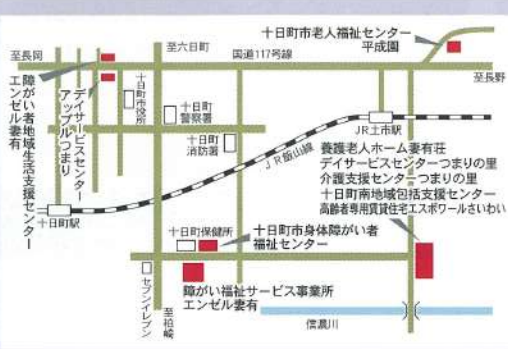 十日町市老人福祉センター
平成園
至六日町
至長岡
国道117号線
至長野
障がい者地域生活支援センター
エンゼル妻有
デイサービスセンター
アップルつまり
十日町市役所
十日町
警察署
十日町
消防署
JR飯山線
JR土市駅
養護老人ホーム妻有荘
デイサービスセンターつまりの里
介護支援センターつまりの里
十日町南地域包括支援センター
高齢者専用賃貸住宅エスポワールさいわい
十日町駅
十日町保健所
十日町市身体障がい者
福祉センター
セブンイレブン
至柏崎
障がい福祉サービス事業所
エンゼル妻有
信濃川